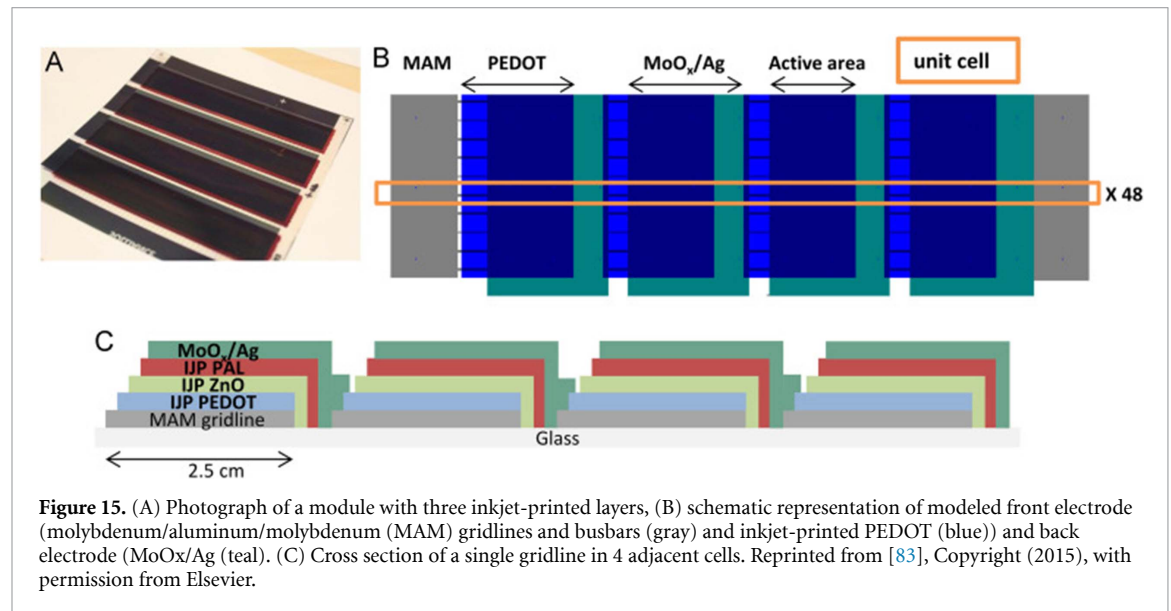 A
B
MAM
PEDOT
MoOx/Ag
Active area
unit cell
X 48
C
MoOx/Ag
IJP PAL
IJP ZnO
IJP PEDOT
MAM gridline
Glass
2.5 cm
Figure 15. (A) Photograph of a module with three inkjet-printed layers, (B) schematic representation of modeled front electrode
(molybdenum/aluminum/molybdenum (MAM) gridlines and busbars (gray) and inkjet-printed PEDOT (blue)) and back
electrode (MoOx/Ag (teal). (C) Cross section of a single gridline in 4 adjacent cells. Reprinted from [83], Copyright (2015), with
permission from Elsevier.